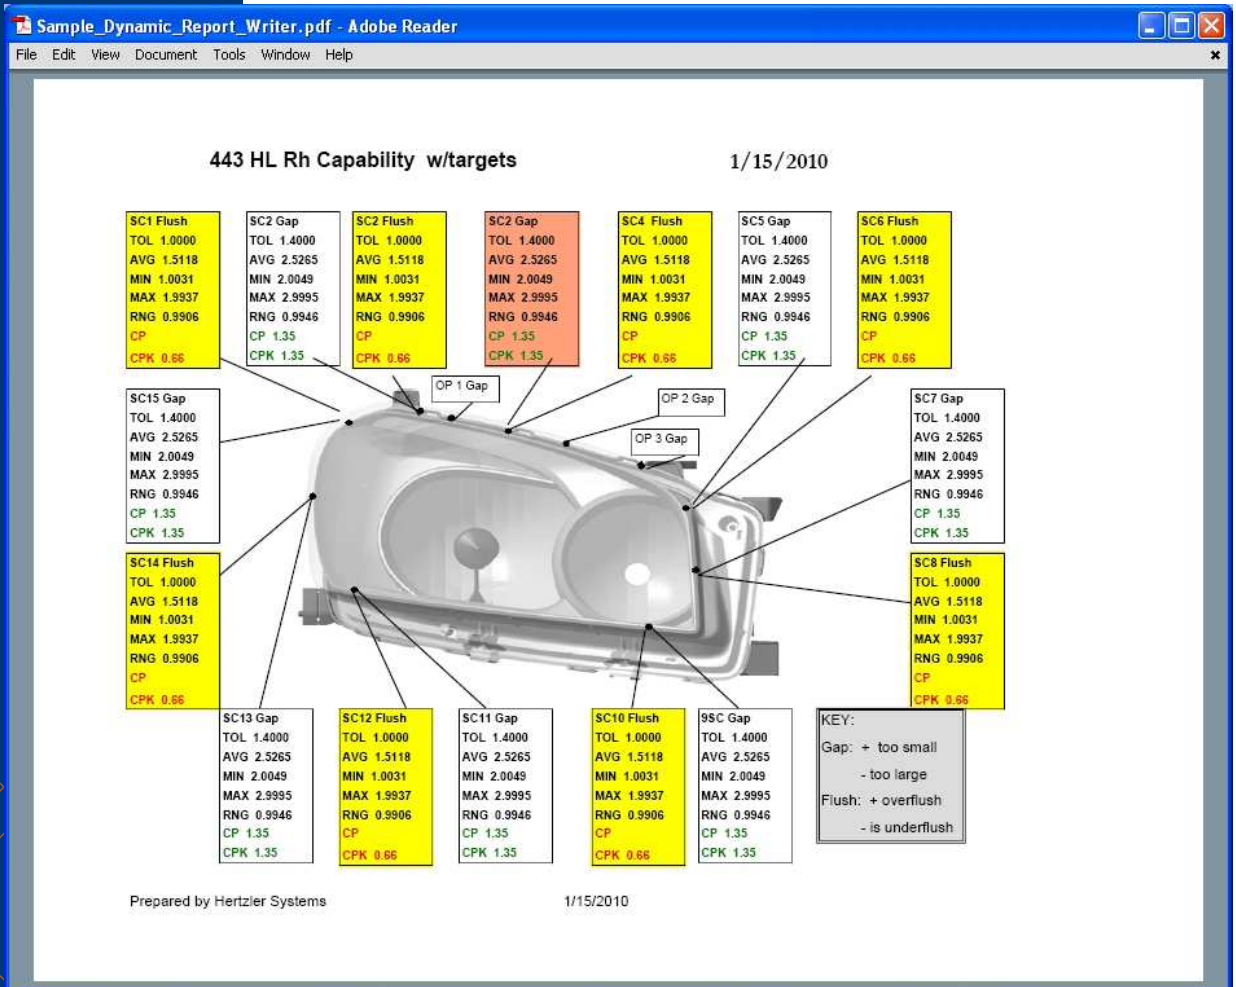 Sample_Dynamic_Report_Writer.pdf - Adobe Reader
File Edit View Document Tools Window Help
443 HL Rh Capability w/targets
1/15/2010
SC1 Flush
TOL 1.0000
AVG 1.5118
MIN 1.0031
MAX 1.9937
RNG 0.9906
CP
CPK 0.66
SC2 Gap
TOL 1.4000
AVG 2.5265
MIN 2.0049
MAX 2.9995
RNG 0.9946
CP 1.35
CPK 1.35
SC2 Flush
TOL 1.0000
AVG 1.5118
MIN 1.0031
MAX 1.9937
RNG 0.9906
CP
CPK 0.66
SC2 Gap
TOL 1.4000
AVG 2.5265
MIN 2.0049
MAX 2.9995
RNG 0.9946
CP 1.35
CPK 1.35
SC4 Flush
TOL 1.0000
AVG 1.5118
MIN 1.0031
MAX 1.9937
RNG 0.9906
CP
CPK 0.66
SC5 Gap
TOL 1.4000
AVG 2.5265
MIN 2.0049
MAX 2.9995
RNG 0.9946
CP 1.35
CPK 1.35
SC6 Flush
TOL 1.0000
AVG 1.5118
MIN 1.0031
MAX 1.9937
RNG 0.9906
CP
CPK 0.66
OP 1 Gap
OP 2 Gap
OP 3 Gap
SC15 Gap
TOL 1.4000
AVG 2.5265
MIN 2.0049
MAX 2.9995
RNG 0.9946
CP 1.35
CPK 1.35
SC7 Gap
TOL 1.4000
AVG 2.5265
MIN 2.0049
MAX 2.9995
RNG 0.9946
CP 1.35
CPK 1.35
SC14 Flush
TOL 1.0000
AVG 1.5118
MIN 1.0031
MAX 1.9937
RNG 0.9906
CP
CPK 0.66
SC8 Flush
TOL 1.0000
AVG 1.5118
MIN 1.0031
MAX 1.9937
RNG 0.9906
CP
CPK 0.66
SC13 Gap
TOL 1.4000
AVG 2.5265
MIN 2.0049
MAX 2.9995
RNG 0.9946
CP 1.35
CPK 1.35
SC12 Flush
TOL 1.0000
AVG 1.5118
MIN 1.0031
MAX 1.9937
RNG 0.9906
CP
CPK 0.66
SC11 Gap
TOL 1.4000
AVG 2.5265
MIN 2.0049
MAX 2.9995
RNG 0.9946
CP 1.35
CPK 1.35
SC10 Flush
TOL 1.0000
AVG 1.5118
MIN 1.0031
MAX 1.9937
RNG 0.9906
CP
CPK 0.66
9SC Gap
TOL 1.4000
AVG 2.5265
MIN 2.0049
MAX 2.9995
RNG 0.9946
CP 1.35
CPK 1.35
KEY:
Gap: + too small
- too large
Flush: + overflush
- is underflush
Prepared by Hertzler Systems
1/15/2010